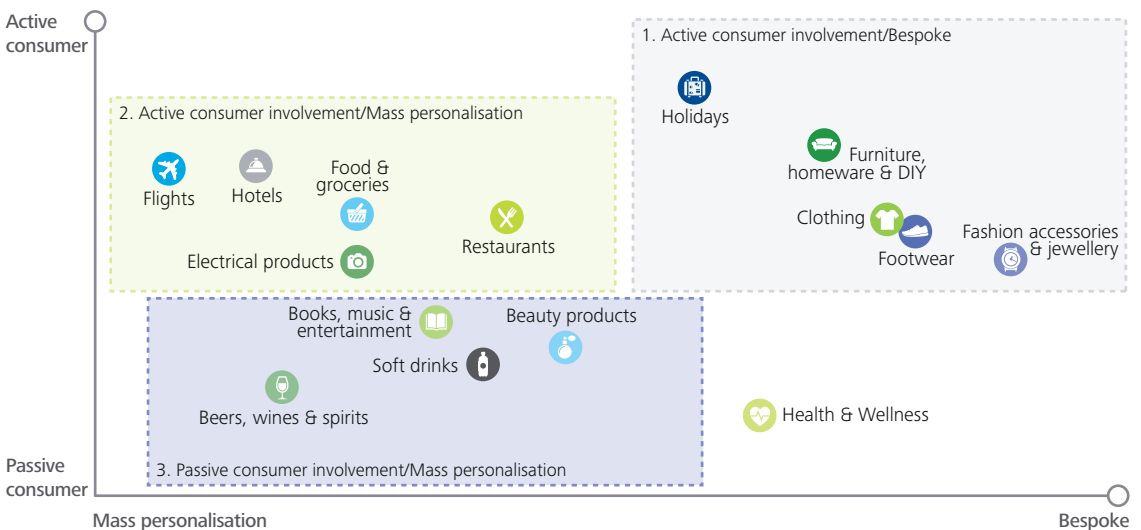 Active
consumer
1. Active consumer involvement/Bespoke
Holidays
Furniture,
homeware & DIY
Clothing
Footwear
Fashion accessories
& jewellery
2. Active consumer involvement/Mass personalisation
Flights
Hotels
Food &
groceries
Restaurants
Electrical products
Books, music &
entertainment
Beauty products
Soft drinks
Beers, wines & spirits
3. Passive consumer involvement/Mass personalisation
Health & Wellness
Passive
consumer
Mass personalisation
Bespoke